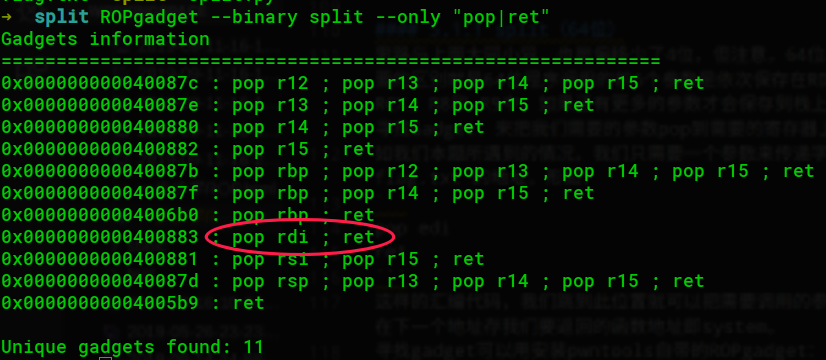 ➜ split ROPgadget --binary split --only "pop|ret"
Gadgets information
============================================================
0x000000000040087c : pop r12 ; pop r13 ; pop r14 ; pop r15 ; ret
0x000000000040087e : pop r13 ; pop r14 ; pop r15 ; ret
0x0000000000400880 : pop r14 ; pop r15 ; ret
0x0000000000400882 : pop r15 ; ret
0x000000000040087b : pop rbp ; pop r12 ; pop r13 ; pop r14 ; pop r15 ; ret
0x000000000040087f : pop rbp ; pop r14 ; pop r15 ; ret
0x00000000004006b0 : pop rbp ; ret
0x0000000000400883 : pop rdi ; ret
0x0000000000400881 : pop rsi ; pop r15 ; ret
0x000000000040087d : pop rsp ; pop r13 ; pop r14 ; pop r15 ; ret
0x00000000004005b9 : ret
Unique gadgets found: 11